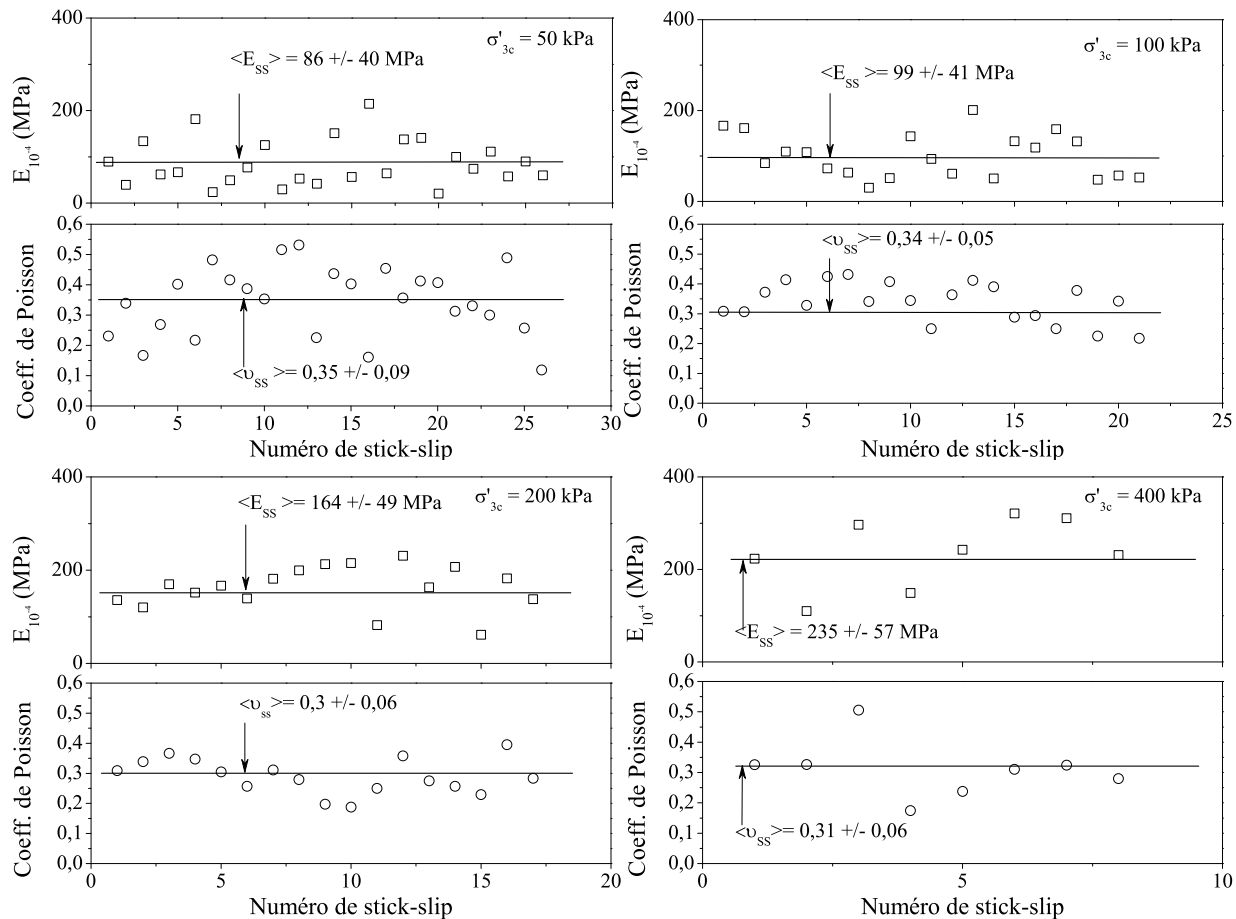 400
σ'3c = 50 kPa
<ESS> = 86 +/- 40 MPa
E10-4 (MPa)
200
0
0,6
0,5
0,4
0,3
0,2
0,1
0,0
Coeff. de Poisson
<υSS> = 0,35 +/- 0,09
0 5 10 15 20 25 30
Numéro de stick-slip
400
σ'3c = 100 kPa
<ESS> = 99 +/- 41 MPa
E10-4 (MPa)
200
0
0,6
0,5
0,4
0,3
0,2
0,1
0,0
Coeff. de Poisson
<υSS> = 0,34 +/- 0,05
0 5 10 15 20 25
Numéro de stick-slip
400
σ'3c = 200 kPa
<ESS> = 164 +/- 49 MPa
E10-4 (MPa)
200
0
0,6
0,5
0,4
0,3
0,2
0,1
0,0
Coeff. de Poisson
<υss> = 0,3 +/- 0,06
0 5 10 15 20
Numéro de stick-slip
400
σ'3c = 400 kPa
E10-4 (MPa)
200
<ESS> = 235 +/- 57 MPa
0
0,6
0,5
0,4
0,3
0,2
0,1
0,0
Coeff. de Poisson
<υSS> = 0,31 +/- 0,06
0 5 10
Numéro de stick-slip